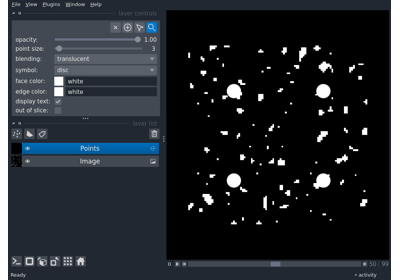 File View Plugins Window Help
layer controls
opacity: 1.00
point size: 3
blending: translucent
symbol: disc
face color: white
edge color: white
display text:
out of slice:
layer list
Points
Image
Ready
50 99
activity